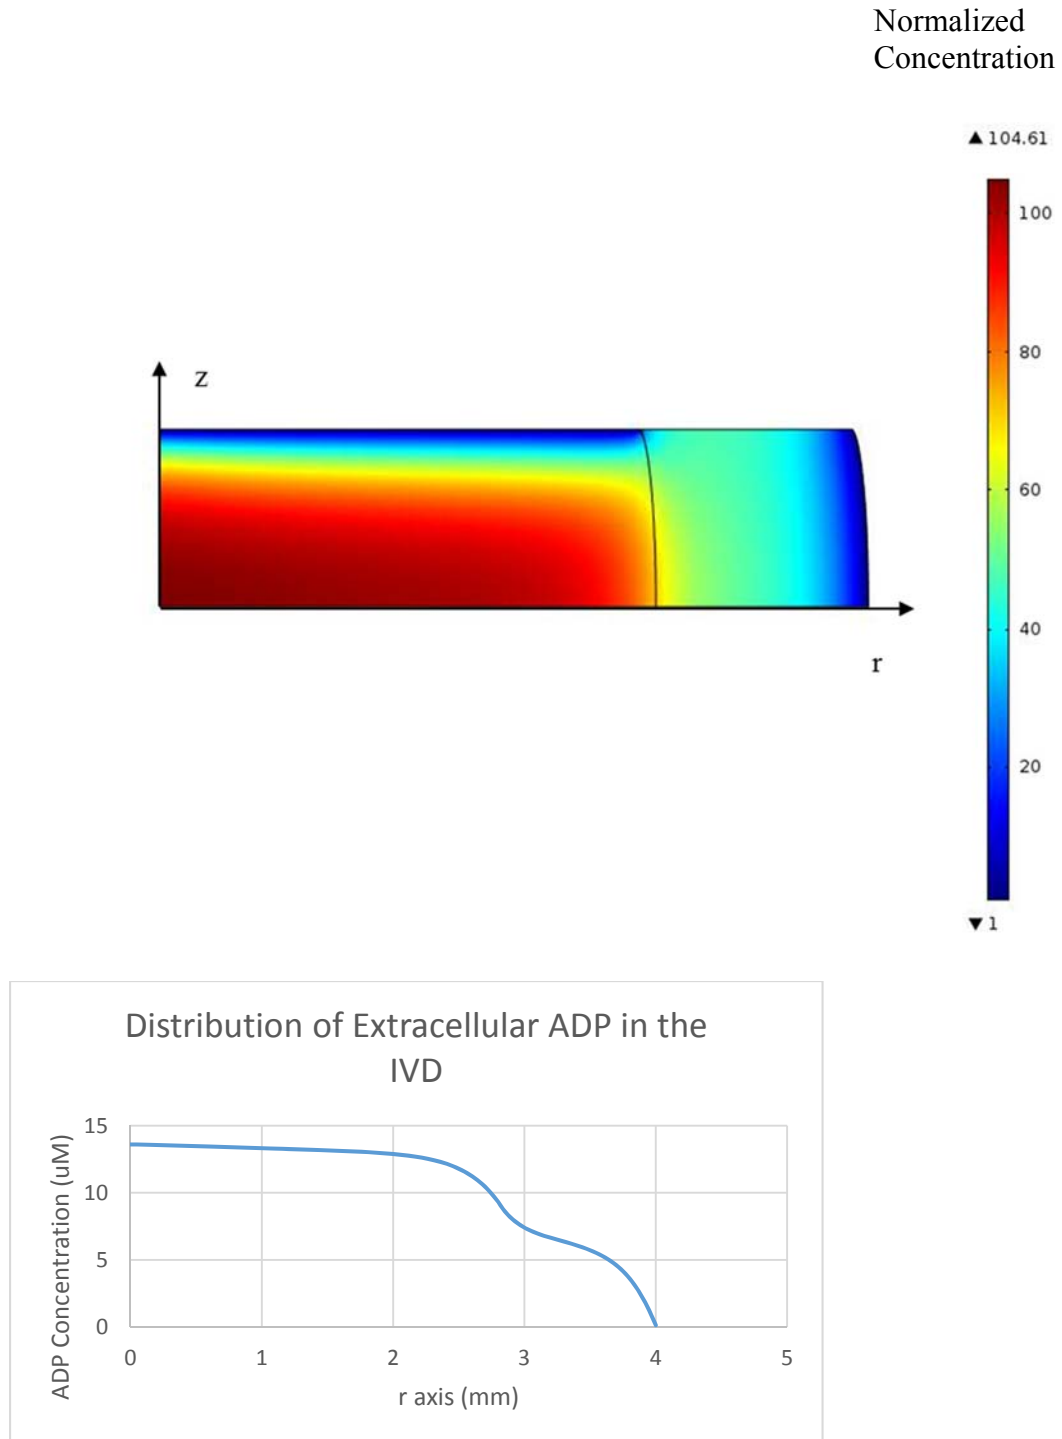 Normalized
Concentration
▲ 104.61
100
80
60
40
20
▼ 1
z
r
Distribution of Extracellular ADP in the
IVD
ADP Concentration (uM)
15
10
5
0
0 1 2 3 4 5
r axis (mm)